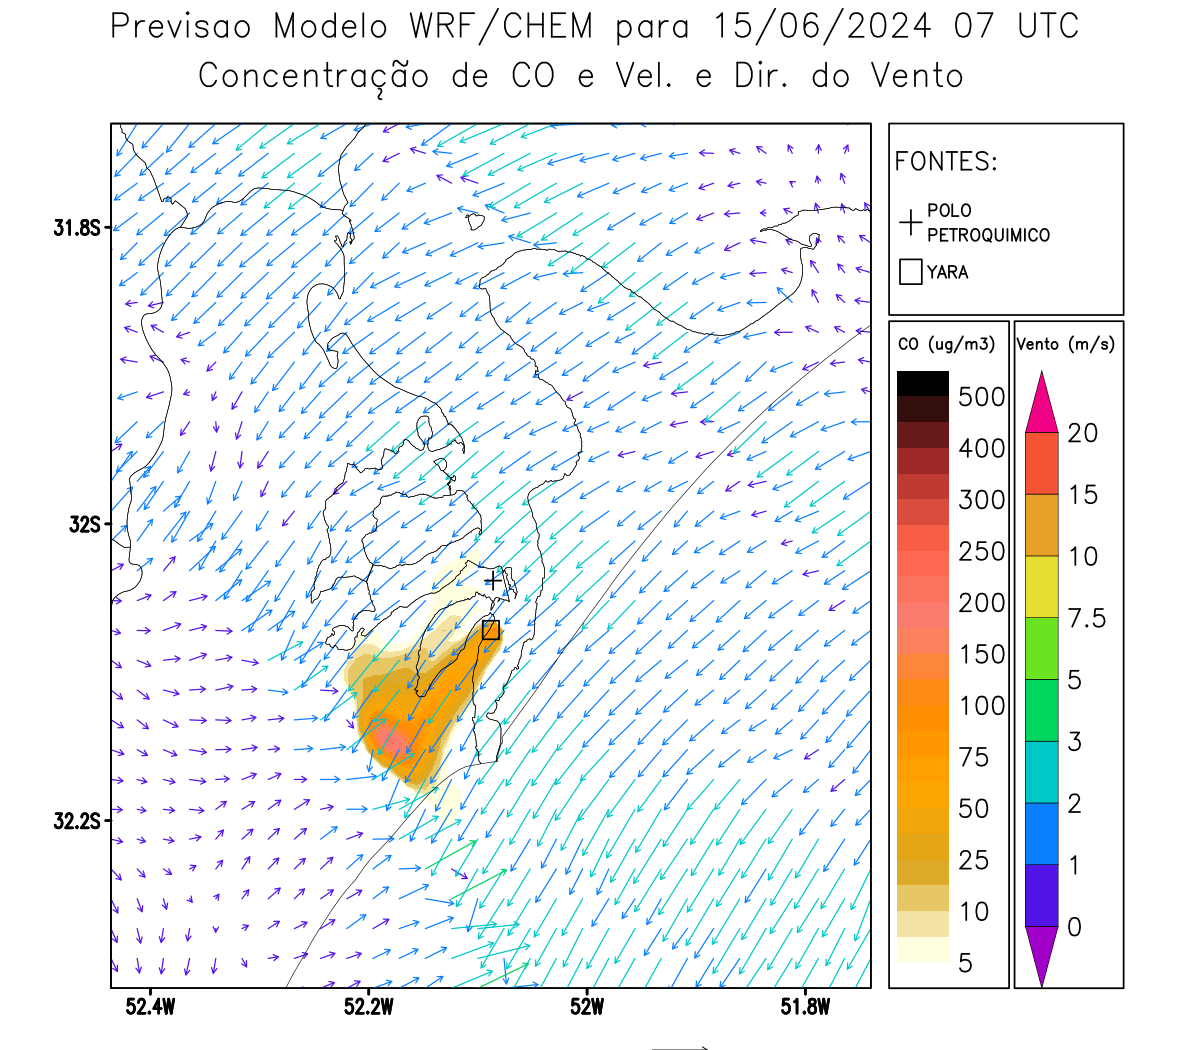 Previsao Modelo WRF/CHEM para 15/06/2024 07 UTC
Concentração de CO e Vel. e Dir. do Vento
FONTES:
POLO
PETROQUIMICO
YARA
CO (ug/m3)
500
400
300
250
200
150
100
75
50
25
10
5
Vento (m/s)
20
15
10
7.5
5
3
2
1
0
31.8S
32S
32.2S
52.4W
52.2W
52W
51.8W